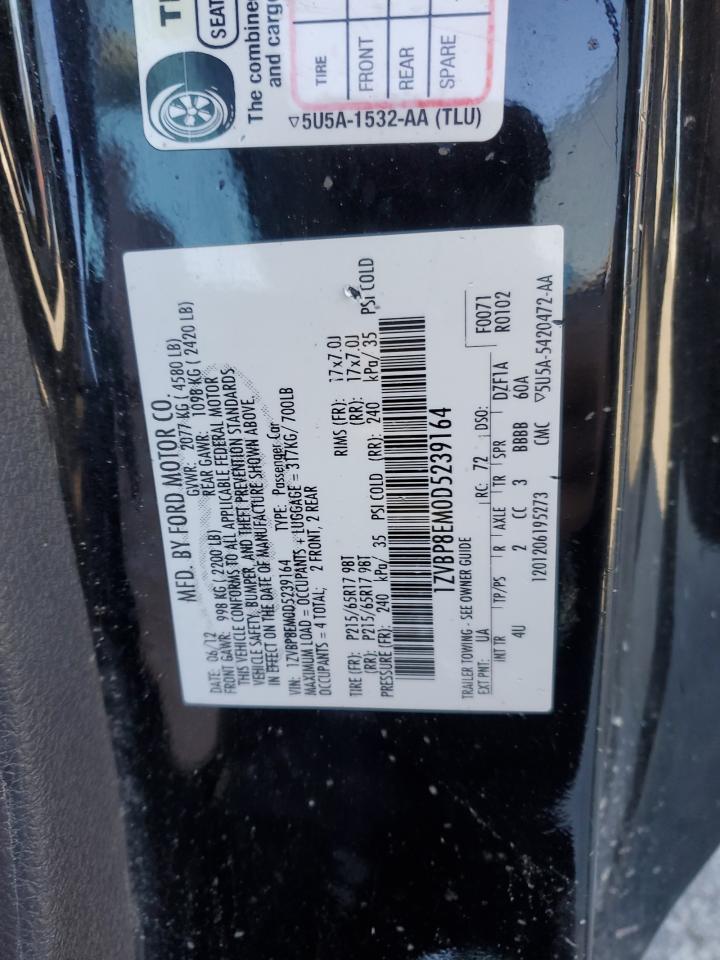 TI
SEAT
The combine
and cargo
TIRE
FRONT
REAR
SPARE
▽5U5A-1532-AA (TLU)
MFD. BY FORD MOTOR CO.
DATE: 06/12 GVWR: 2077 KG ( 4580 LB)
FRONT GAWR: 998 KG ( 2200 LB) REAR GAWR: 1098 KG ( 2420 LB)
THIS VEHICLE CONFORMS TO ALL APPLICABLE FEDERAL MOTOR
VEHICLE SAFETY, BUMPER, AND THEFT PREVENTION STANDARDS
IN EFFECT ON THE DATE OF MANUFACTURE SHOWN ABOVE.
VIN: 1ZVBP8EM0D5239164 TYPE: Passenger Car
MAXIMUM LOAD = OCCUPANTS + LUGGAGE = 317KG/ 700LB
OCCUPANTS = 4 TOTAL; 2 FRONT, 2 REAR
TIRE (FR): P215/65R17 98T RIMS (FR): 17x7.0J
(RR): P215/65R17 98T (RR): 17x7.0J
PRESSURE (FR): 240 kPa/ 35 PSI COLD (RR): 240 kPa/ 35 PSI COLD
1ZVBP8EM0D5239164
TRAILER TOWING - SEE OWNER GUIDE
F0071
EXT PNT: UA RC: 72 DSO: R0102
INT TR TP/PS R AXLE TR SPR DZF1A
4U 2 CC 3 BBBB 60A
1201206195273 CMC ▽5U5A-5420472-AA